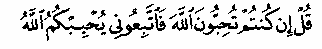 قُلْ إِن كُنتُمْ تُحِبُّونَ ٱللَّهَ فَٱتَّبِعُونِى يُحْبِبْكُمُ ٱللَّهُ